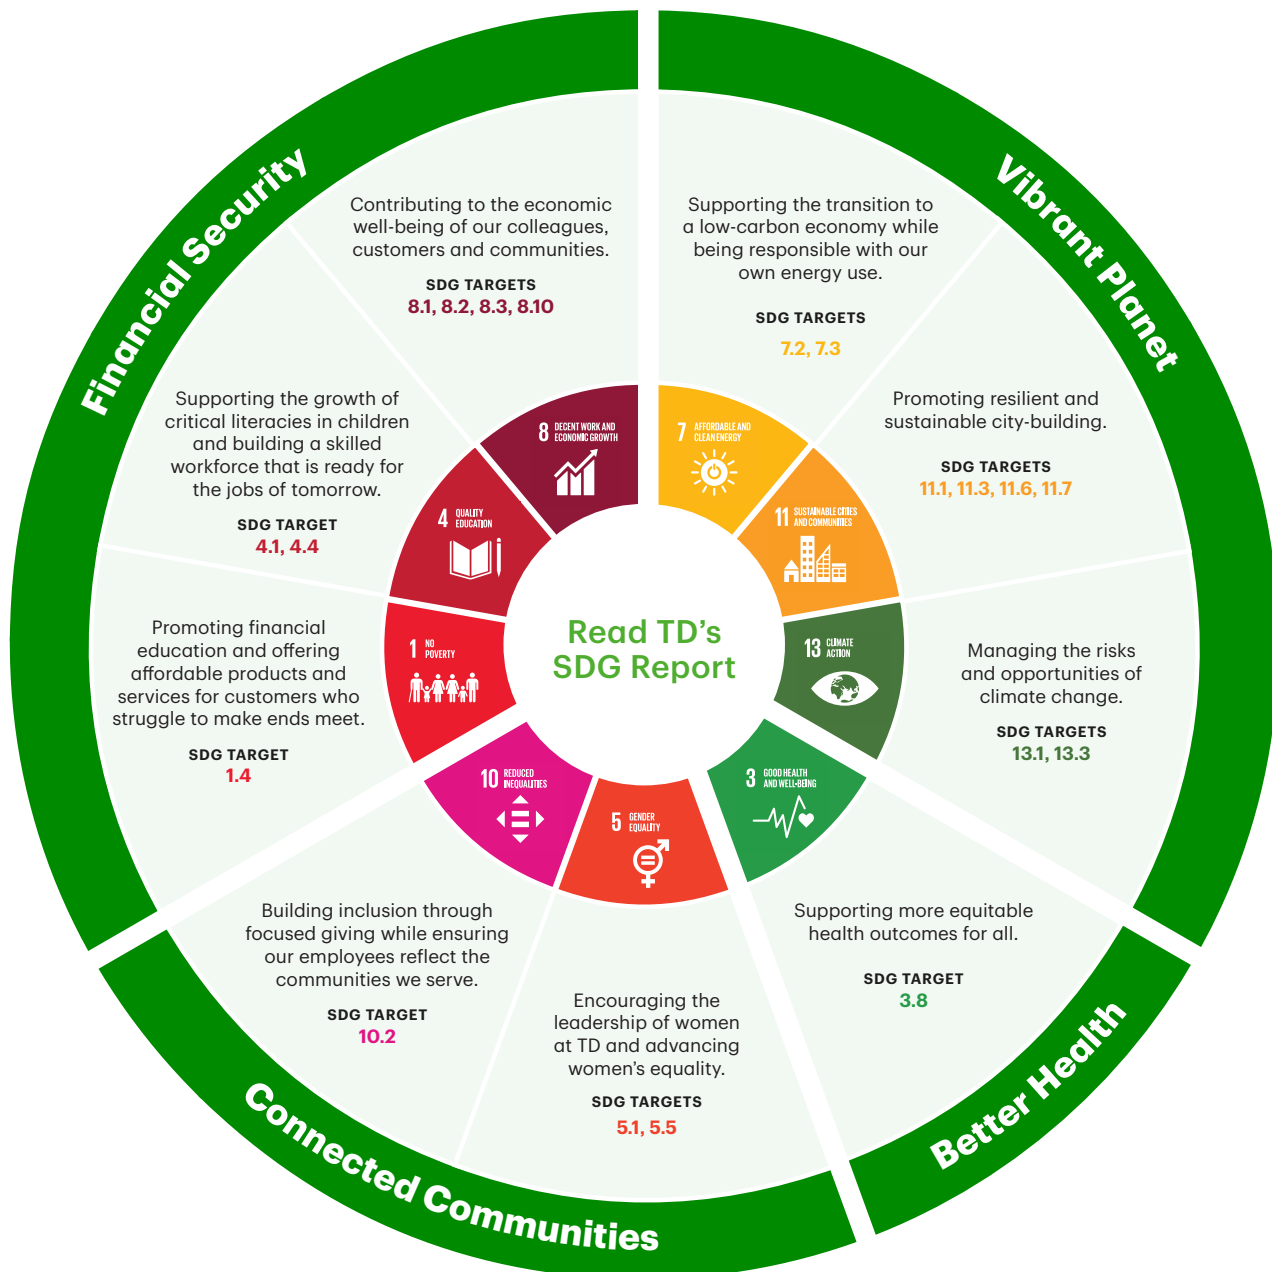 Financial Security
Contributing to the economic
well-being of our colleagues,
customers and communities.
SDG TARGETS
8.1, 8.2, 8.3, 8.10
8 DECENT WORK AND
ECONOMIC GROWTH
Supporting the growth of
critical literacies in children
and building a skilled
workforce that is ready for
the jobs of tomorrow.
SDG TARGET
4.1, 4.4
4 QUALITY
EDUCATION
Promoting financial
education and offering
affordable products and
services for customers who
struggle to make ends meet.
SDG TARGET
1.4
1 NO
POVERTY
Vibrant Planet
Supporting the transition to
a low-carbon economy while
being responsible with our
own energy use.
SDG TARGETS
7.2, 7.3
7 AFFORDABLE AND
CLEAN ENERGY
Promoting resilient and
sustainable city-building.
SDG TARGETS
11.1, 11.3, 11.6, 11.7
11 SUSTAINABLE CITIES
AND COMMUNITIES
Managing the risks
and opportunities of
climate change.
SDG TARGETS
13.1, 13.3
13 CLIMATE
ACTION
Read TD's
SDG Report
Connected Communities
10 REDUCED
INEQUALITIES
Building inclusion through
focused giving while ensuring
our employees reflect the
communities we serve.
SDG TARGET
10.2
5 GENDER
EQUALITY
Encouraging the
leadership of women
at TD and advancing
women's equality.
SDG TARGETS
5.1, 5.5
Better Health
3 GOOD HEALTH
AND WELL-BEING
Supporting more equitable
health outcomes for all.
SDG TARGET
3.8